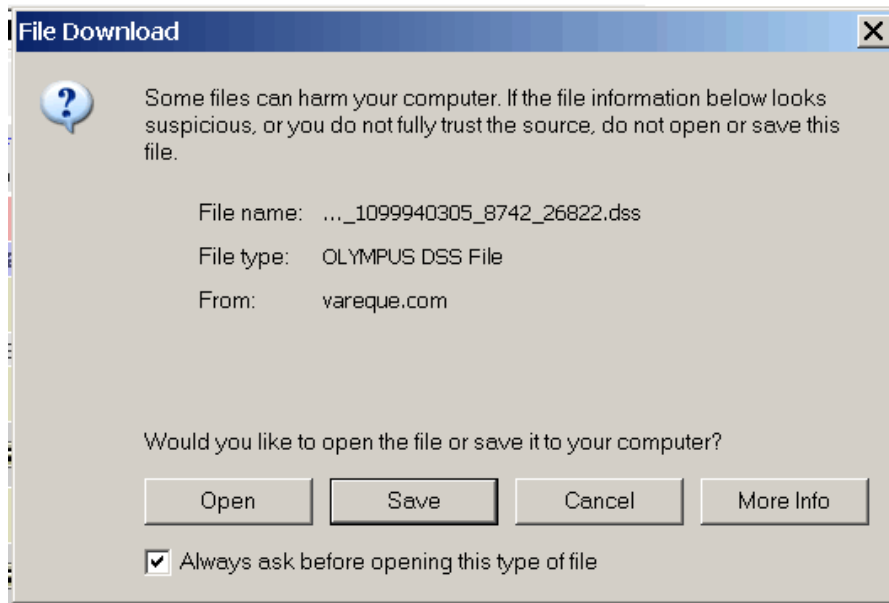 File Download
Some files can harm your computer. If the file information below looks
suspicious, or you do not fully trust the source, do not open or save this
file.
File name: ..._1099940305_8742_26822.dss
File type: OLYMPUS DSS File
From: vareque.com
Would you like to open the file or save it to your computer?
Open Save Cancel More Info
Always ask before opening this type of file